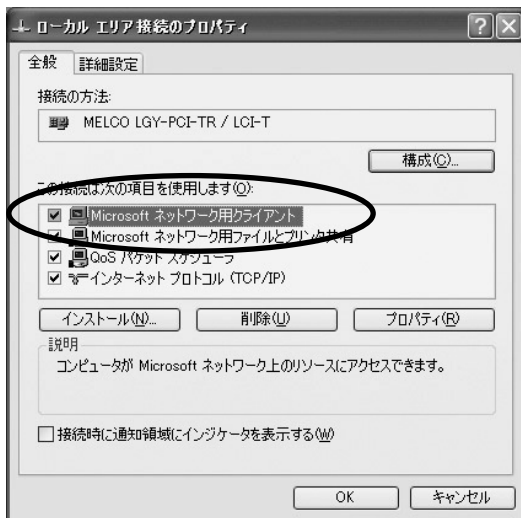 ローカル エリア接続のプロパティ
全般 詳細設定
接続の方法:
MELCO LGY-PCI-TR / LCI-T
構成(C)...
この接続は次の項目を使用します(O):
Microsoft ネットワーク用クライアント
Microsoft ネットワーク用ファイルとプリンタ共有
QoS パケット スケジューラ
インターネット プロトコル (TCP/IP)
インストール(N)... 削除(U) プロパティ(R)
説明
コンピュータが Microsoft ネットワーク上のリソースにアクセスできます。
接続時に通知領域にインジケータを表示する(W)
OK キャンセル